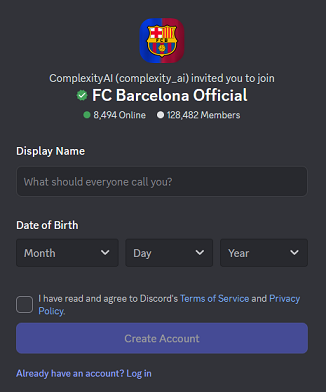 FCB
ComplexityAI (complexity_ai) invited you to join
FC Barcelona Official
8,494 Online 128,482 Members
Display Name
What should everyone call you?
Date of Birth
Month Day Year
I have read and agree to Discord's Terms of Service and Privacy
Policy.
Create Account
Already have an account? Log in